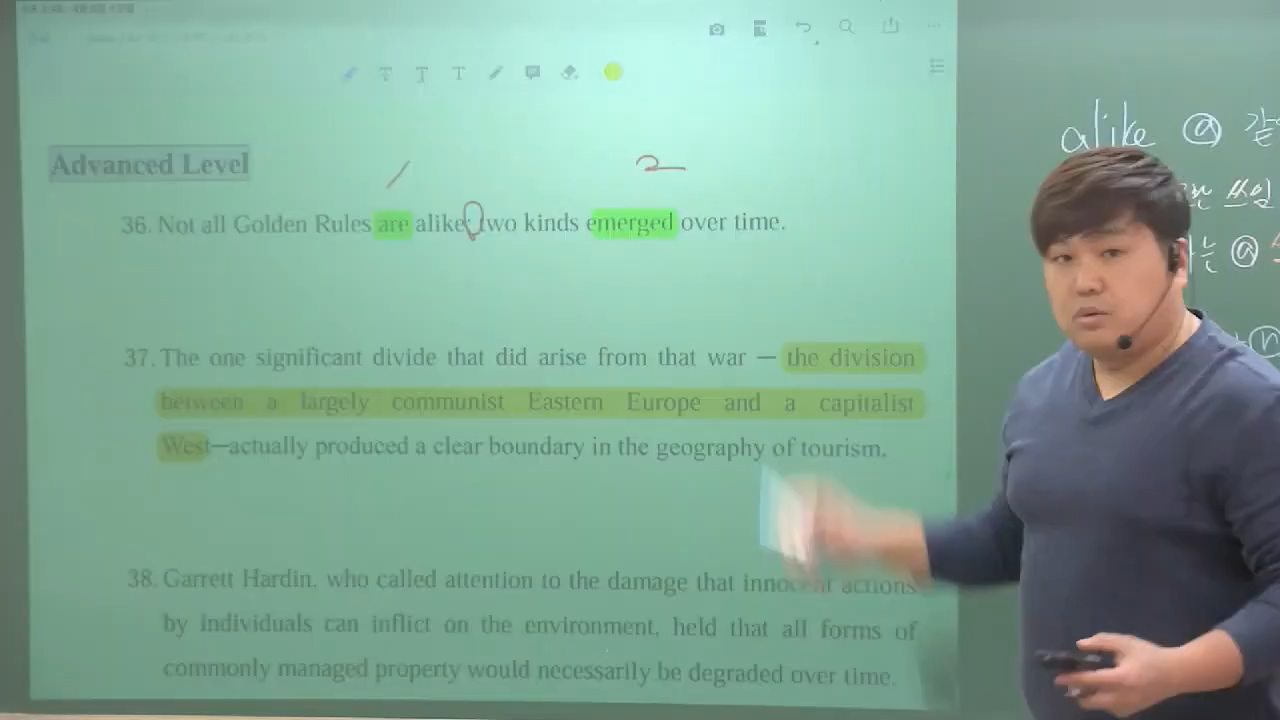 Advanced Level
2
36. Not all Golden Rules are alike; two kinds emerged over time.
37. The one significant divide that did arise from that war — the division
between a largely communist Eastern Europe and a capitalist
West—actually produced a clear boundary in the geography of tourism.
38. Garrett Hardin, who called attention to the damage that innocent actions
by individuals can inflict on the environment, held that all forms of
commonly managed property would necessarily be degraded over time.
alike ⓐ
쓰임
는 ⓐ
ⓝ